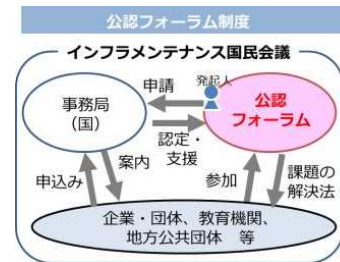 公認フォーラム制度
インフラメンテナンス国民会議
申請
発起人
事務局
(国)
公認
フォーラム
認定・
支援
申込み
案内
参加
課題の
解決法
企業・団体、教育機関、
地方公共団体　等